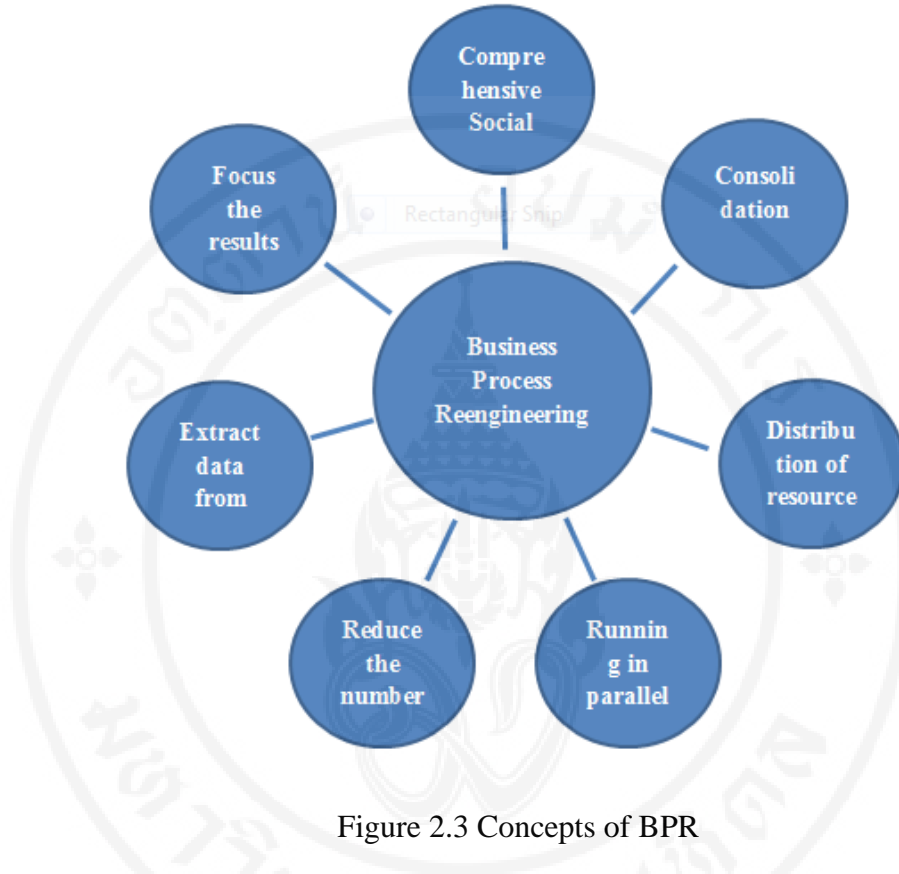 Compre
hensive
Social
Consoli
dation
Distribu
tion of
resource
Runnin
g in
parallel
Reduce
the
number
Extract
data
from
Focus
the
results
Business
Process
Reengineering
Rectangular Snip
Figure 2.3 Concepts of BPR